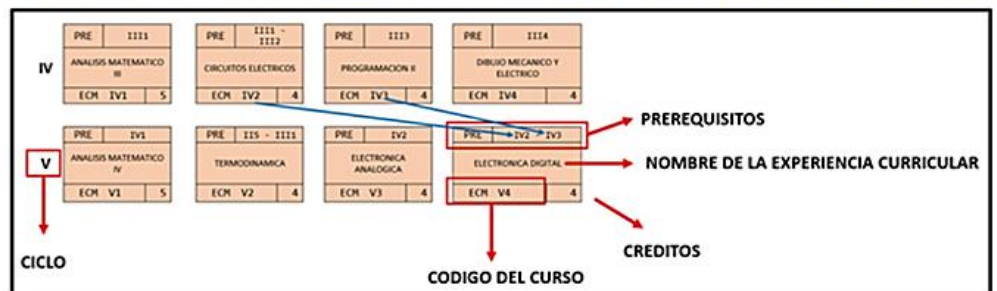 PRE III1
ANALISIS MATEMATICO
III
ECM IV1 5
PRE III1 -
III2
CIRCUITOS ELECTRICOS
ECM IV2 4
PRE III3
PROGRAMACION II
ECM IV3 4
PRE III4
DIBUJO MECANICO Y
ELECTRICO
ECM IV4 4
IV
PRE IV1
ANALISIS MATEMATICO
IV
ECM V1 5
PRE II5 - III1
TERMODINAMICA
ECM V2 4
PRE IV2
ELECTRONICA
ANALOGICA
ECM V3 4
PRE IV2 IV3
ELECTRONICA DIGITAL
ECM V4 4
V
PREREQUISITOS
NOMBRE DE LA EXPERIENCIA CURRICULAR
CREDITOS
CICLO
CODIGO DEL CURSO